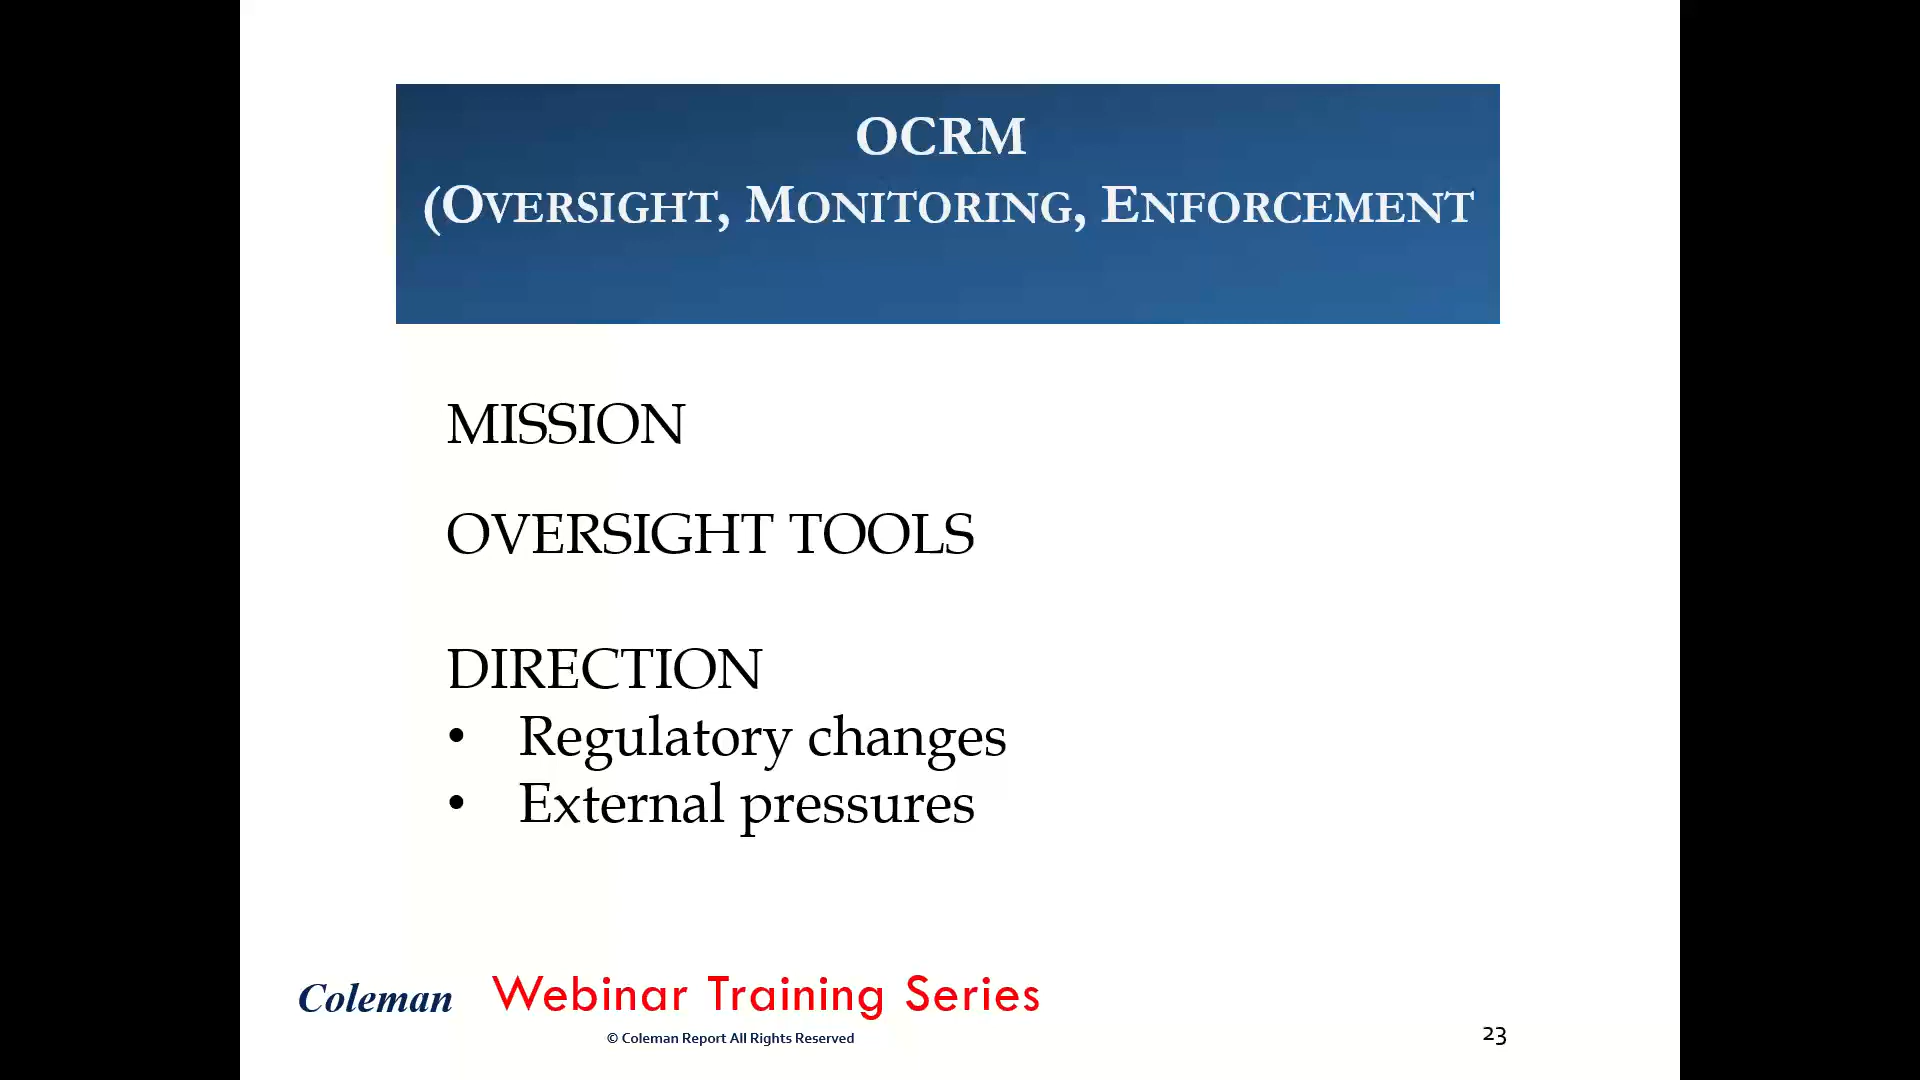 OCRM
(OVERSIGHT, MONITORING, ENFORCEMENT
MISSION
OVERSIGHT TOOLS
DIRECTION
• Regulatory changes
• External pressures
Coleman Webinar Training Series
© Coleman Report All Rights Reserved
23